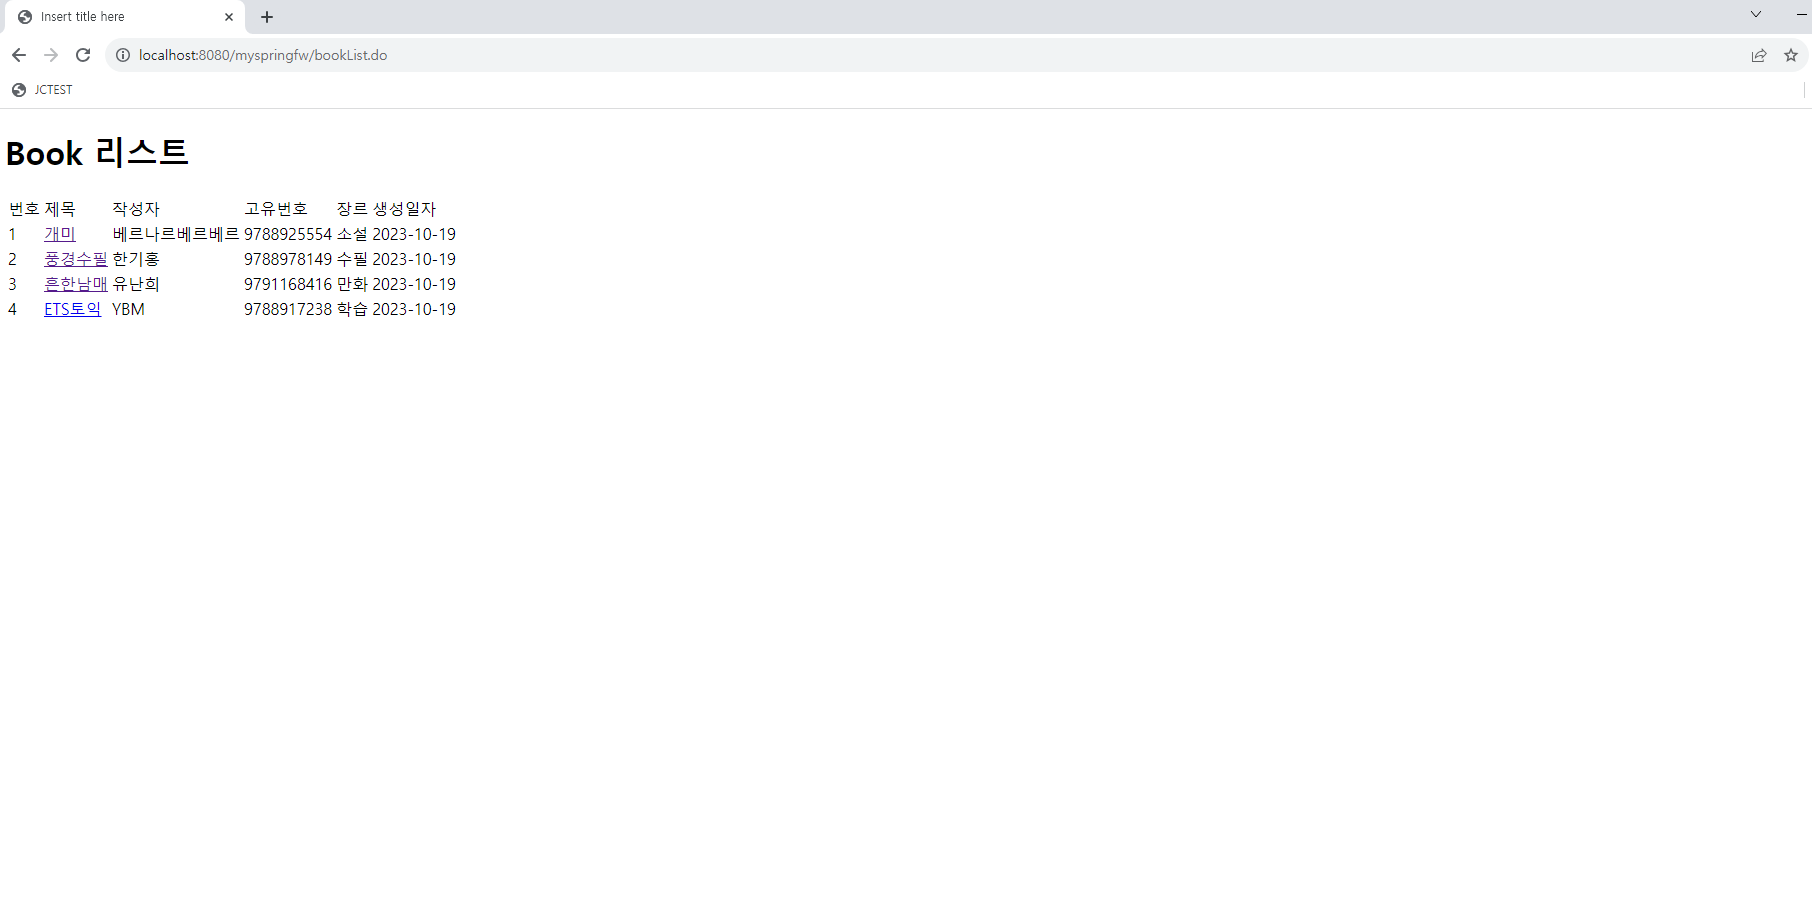 Insert title here
localhost:8080/myspringfw/bookList.do
JCTEST
Book 리스트
번호 제목 작성자 고유번호 장르 생성일자
1 개미 베르나르베르베르 9788925554 소설 2023-10-19
2 풍경수필 한기홍 9788978149 수필 2023-10-19
3 흔한남매 유난희 9791168416 만화 2023-10-19
4 ETS토익 YBM 9788917238 학습 2023-10-19